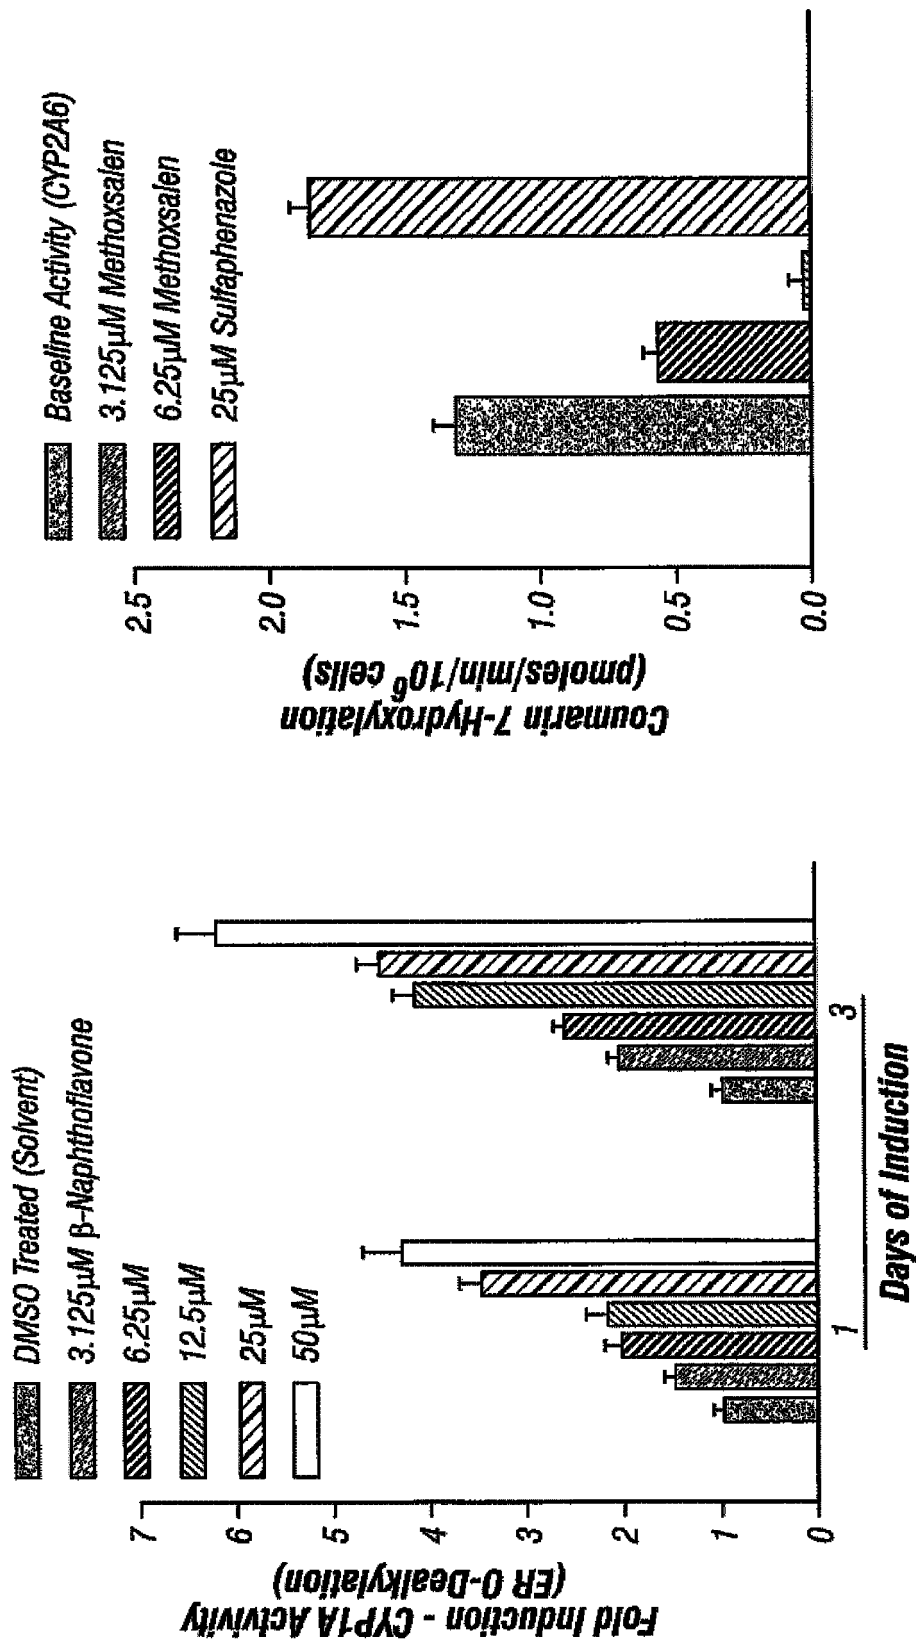 Fold Induction - CYP1A Actvivity
(ER O-Dealkylation)
7
6
5
4
3
2
1
0
DMSO Treated (Solvent)
3.125μM β-Naphthoflavone
6.25μM
12.5μM
25μM
50μM
1
3
Days of Induction
Coumarin 7-Hydroxylation
(pmoles/min/10⁶ cells)
2.5
2.0
1.5
1.0
0.5
0.0
Baseline Activity (CYP2A6)
3.125μM Methoxsalen
6.25μM Methoxsalen
25μM Sulfaphenazole